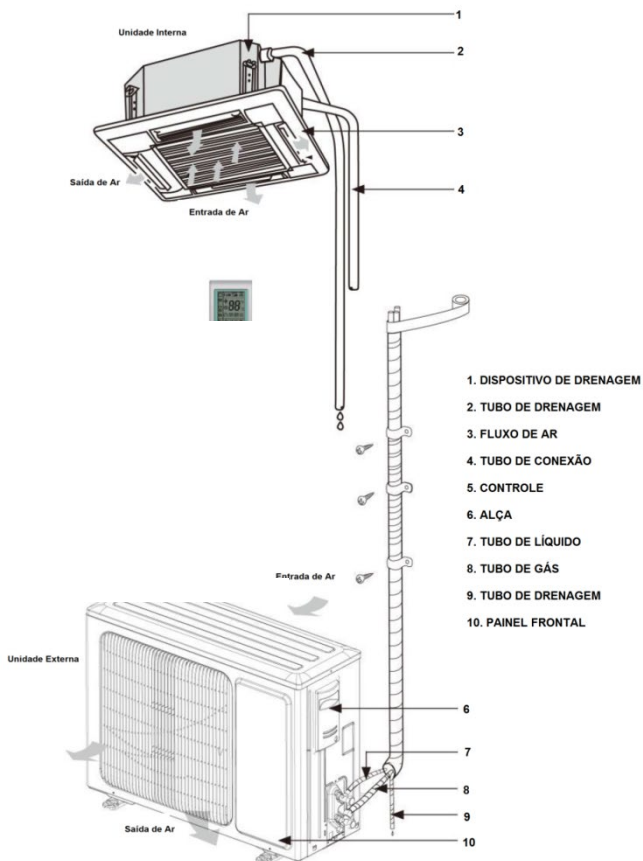 Unidade Interna
1
2
3
Saída de Ar
4
Entrada de Ar
88
1. DISPOSITIVO DE DRENAGEM
2. TUBO DE DRENAGEM
3. FLUXO DE AR
4. TUBO DE CONEXÃO
5. CONTROLE
6. ALÇA
7. TUBO DE LÍQUIDO
8. TUBO DE GÁS
9. TUBO DE DRENAGEM
10. PAINEL FRONTAL
Entrada de Ar
Unidade Externa
6
7
8
9
Saída de Ar
10